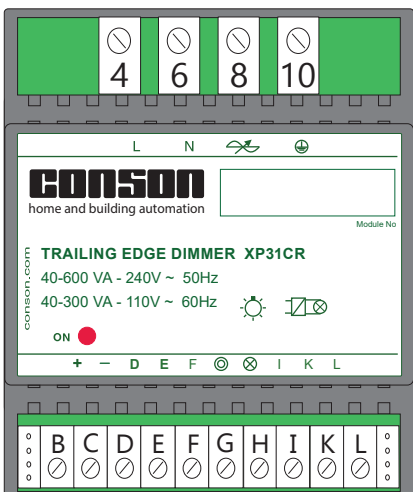 4 6 8 10
L N
CONSON
home and building automation
Module No
conson.com
TRAILING EDGE DIMMER XP31CR
40-600 VA - 240V ~ 50Hz
40-300 VA - 110V ~ 60Hz
ON
+ − D E F I K L
B C D E F G H I K L